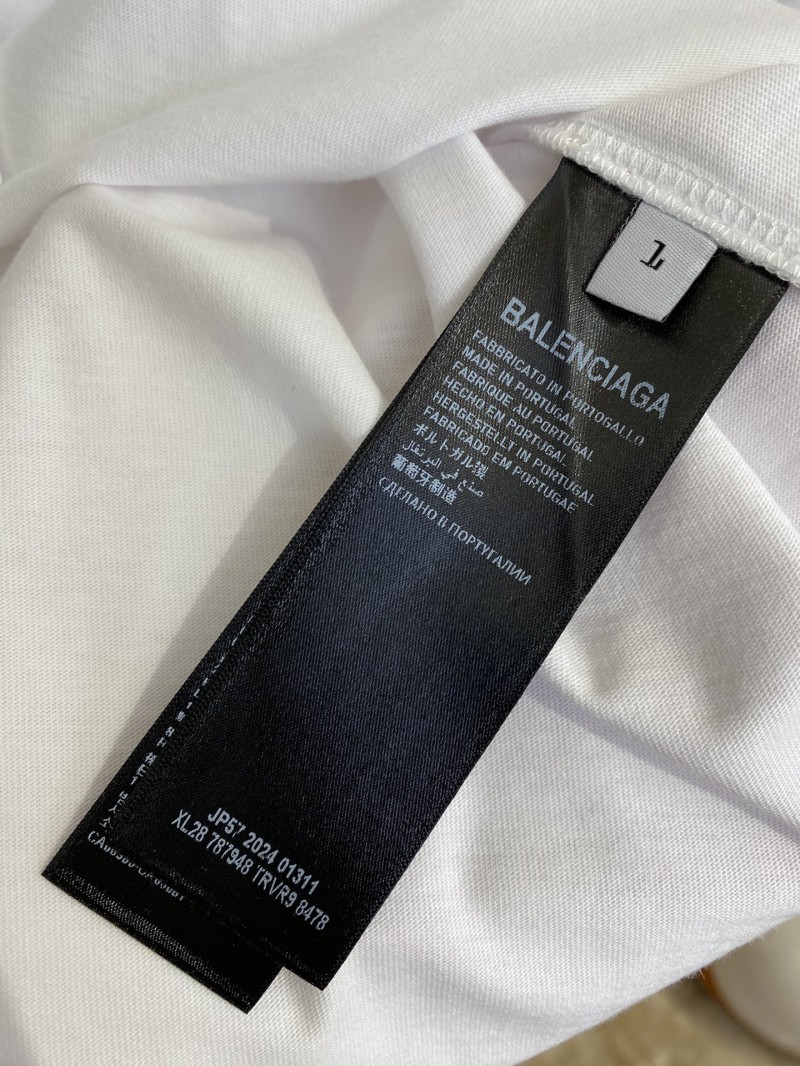 1
BALENCIAGA
FABBRICATO IN PORTOGALLO
MADE IN PORTUGAL
FABRIQUE AU PORTUGAL
HECHO EN PORTUGAL
HERGESTELLT IN PORTUGAL
FABRICADO EM PORTUGAE
ポルトガル製
صنع في البرتغال
葡萄牙制造
СДЕЛАНО В ПОРТУГАЛИИ
JP57 2024 01311
XL28 787948 TRVR9 8478